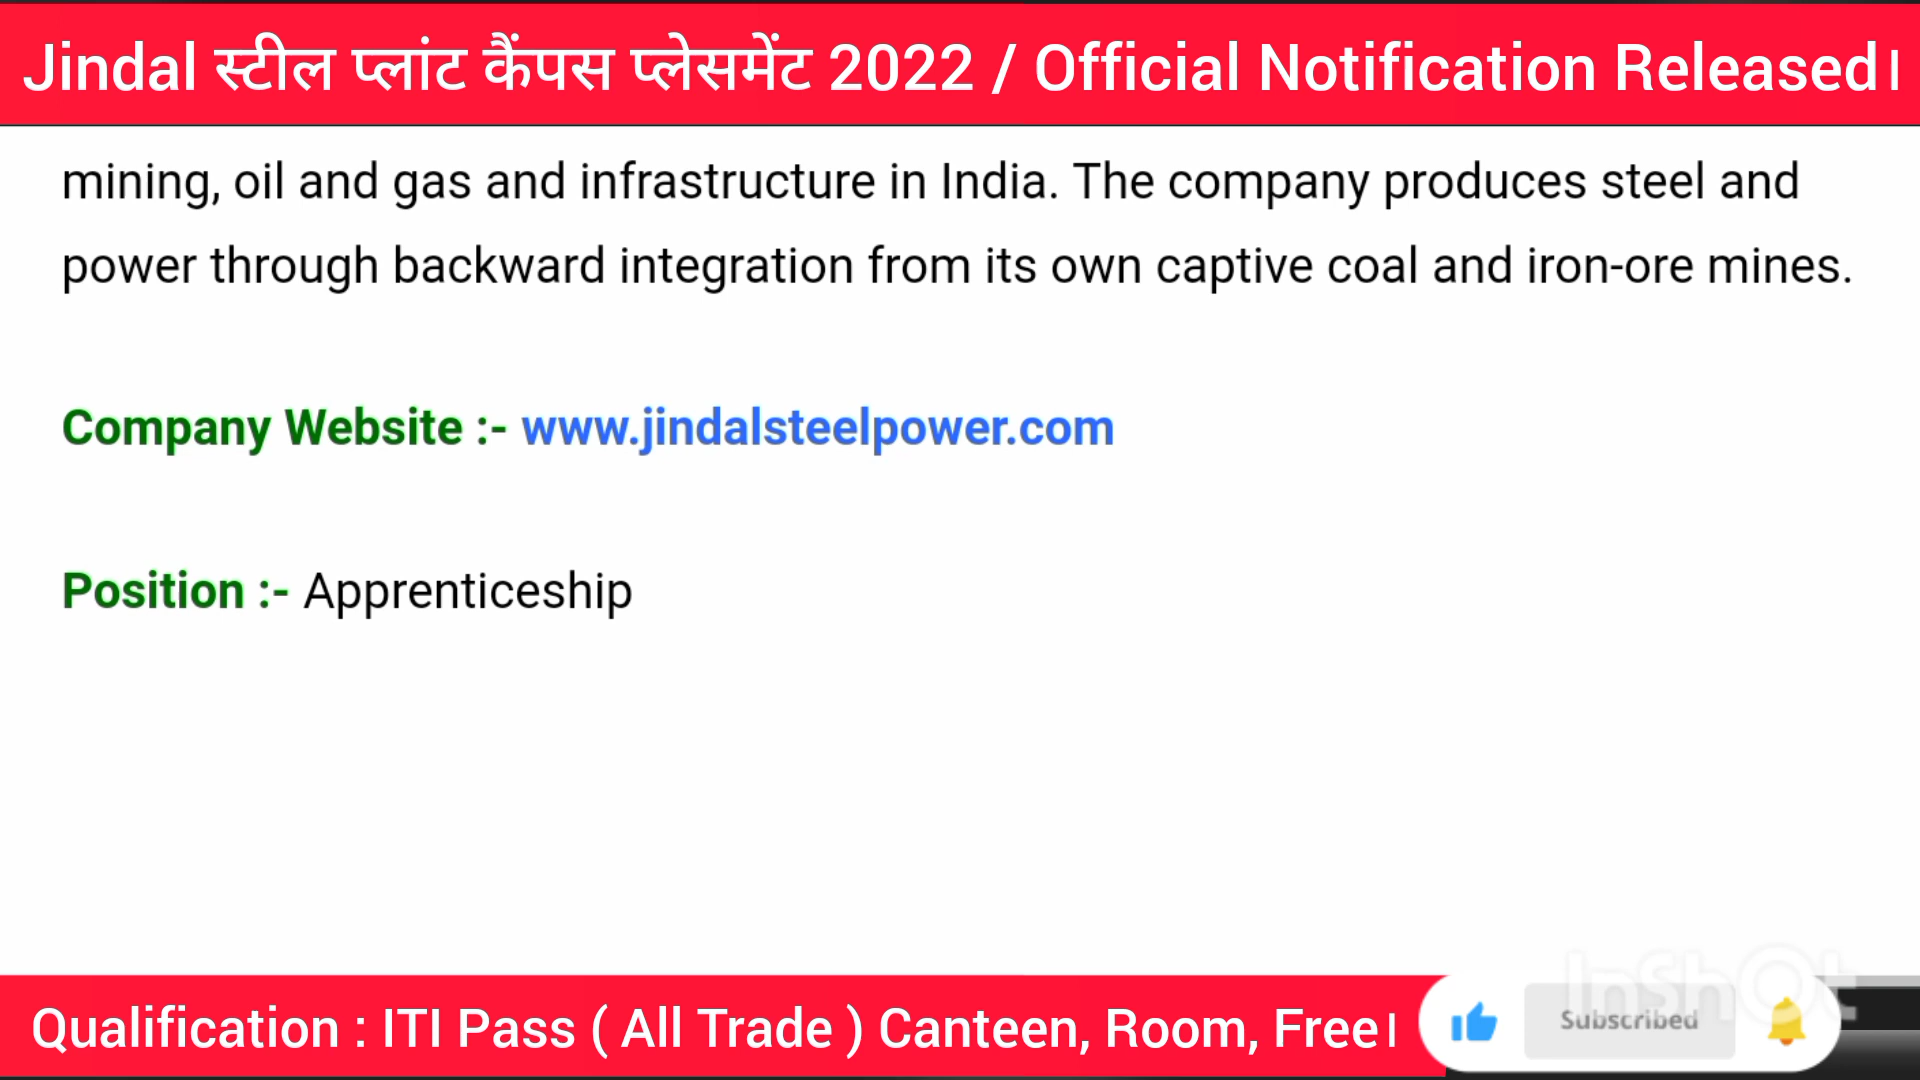 Jindal स्टील प्लांट कैंपस प्लेसमेंट 2022 / Official Notification Released।
mining, oil and gas and infrastructure in India. The company produces steel and
power through backward integration from its own captive coal and iron-ore mines.
Company Website :- www.jindalsteelpower.com
Position :- Apprenticeship
Qualification : ITI Pass ( All Trade ) Canteen, Room, Free।
Subscribed
InShOt